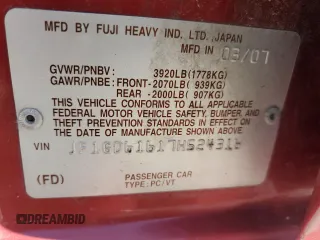 MFD BY FUJI HEAVY IND. LTD., JAPAN
MFD IN 03/07
GVWR/PNBV: 3920LB(1778KG)
GAWR/PNBE: FRONT-2070LB( 939KG)
REAR -2000LB( 907KG)
THIS VEHICLE CONFORMS TO ALL APPLICABLE
FEDERAL MOTOR VEHICLE SAFETY, BUMPER,
AND THEFT PREVENTION STANDARDS IN EFFECT
ON THE DATE OF MANUFACTURE SHOWN ABOVE.
VIN
(FD)
PASSENGER CAR
TYPE: PC/VT
DREAMBID